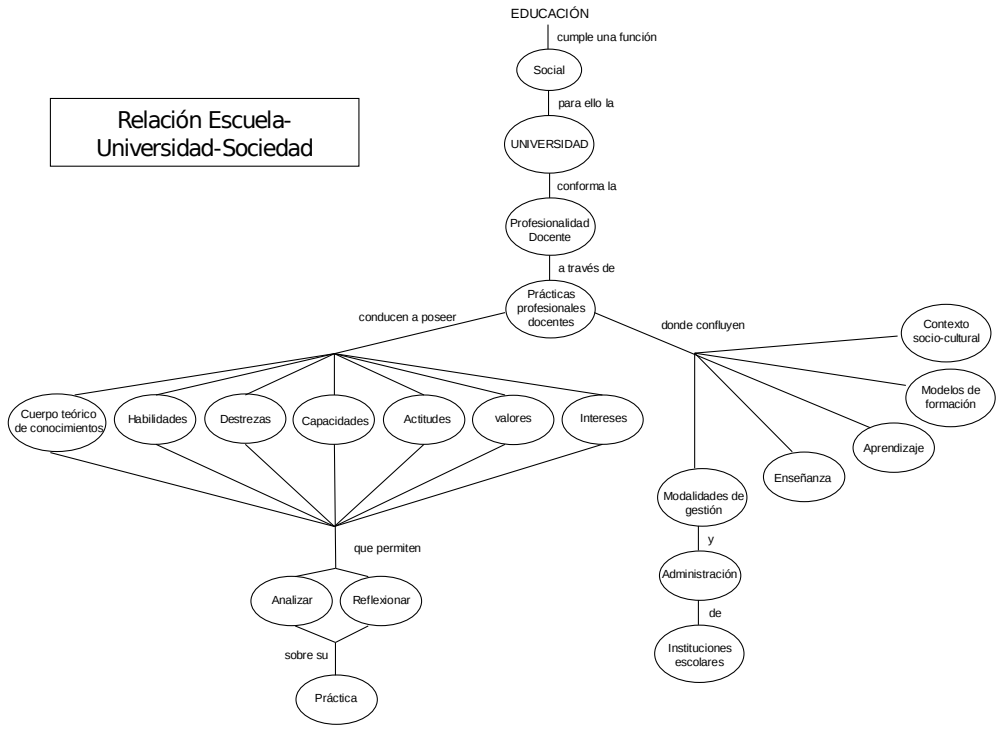 EDUCACIÓN
cumple una función
Social
para ello la
Relación Escuela-
Universidad-Sociedad
UNIVERSIDAD
conforma la
Profesionalidad
Docente
a través de
Prácticas
profesionales
docentes
conducen a poseer
donde confluyen
Contexto
socio-cultural
Modelos de
formación
Aprendizaje
Enseñanza
Cuerpo teórico
de conocimientos
Habilidades
Destrezas
Capacidades
Actitudes
valores
Intereses
Modalidades de
gestión
y
Administración
de
Instituciones
escolares
que permiten
Analizar
Reflexionar
sobre su
Práctica